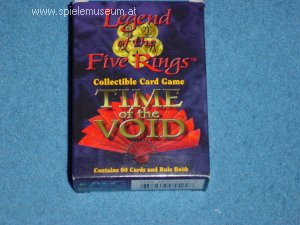 www.spielemuseum.at
Legend
of the
Five Rings
Collectible Card Game
TIME
of the
VOID
Contains 60 Cards and Rule Book